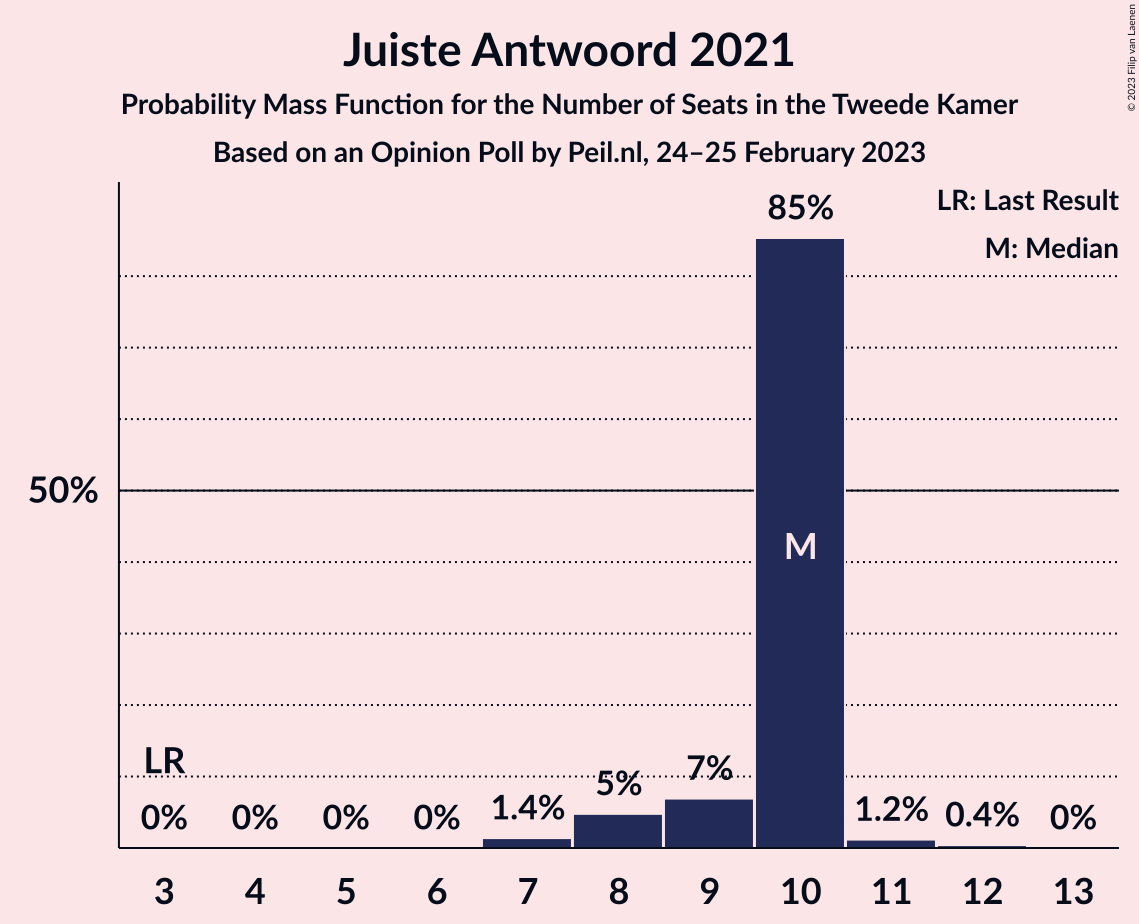 Juiste Antwoord 2021
Probability Mass Function for the Number of Seats in the Tweede Kamer
Based on an Opinion Poll by Peil.nl, 24–25 February 2023
© 2023 Filip van Laenen
LR: Last Result
M: Median
85%
50%
M
LR
0%
0%
0%
0%
1.4%
5%
7%
1.2%
0.4%
0%
3 4 5 6 7 8 9 10 11 12 13